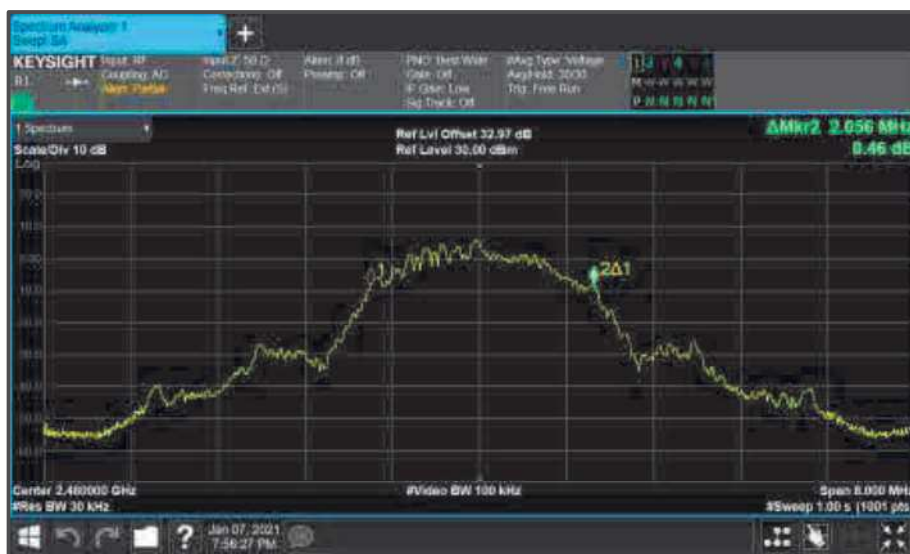 Spectrum Analyzer 1
Swept SA
+
KEYSIGHT Input: RF Input Z: 50 Ω Atten: PNO: Best Wide #Avg Type: Voltage
Coupling: AC Corrections: Off Preamp: Off Gate: Off Avg|Hold: 30/30
Align: Partial Freq Ref: Ext (S) IF Gain: Low Trig: Free Run
Sig Track: Off
M W W W W W
P N N N N N
1 Spectrum
Ref Lvl Offset 32.97 dB ΔMkr2 2.056 MHz
Scale/Div 10 dB Ref Level 30.00 dBm 0.46 dB
Log
1
2Δ1
Center 2.480000 GHz #Video BW 100 kHz Span 8.000 MHz
#Res BW 30 kHz #Sweep 1.00 s (1001 pts)
? Jan 07, 2021
7:56:27 PM